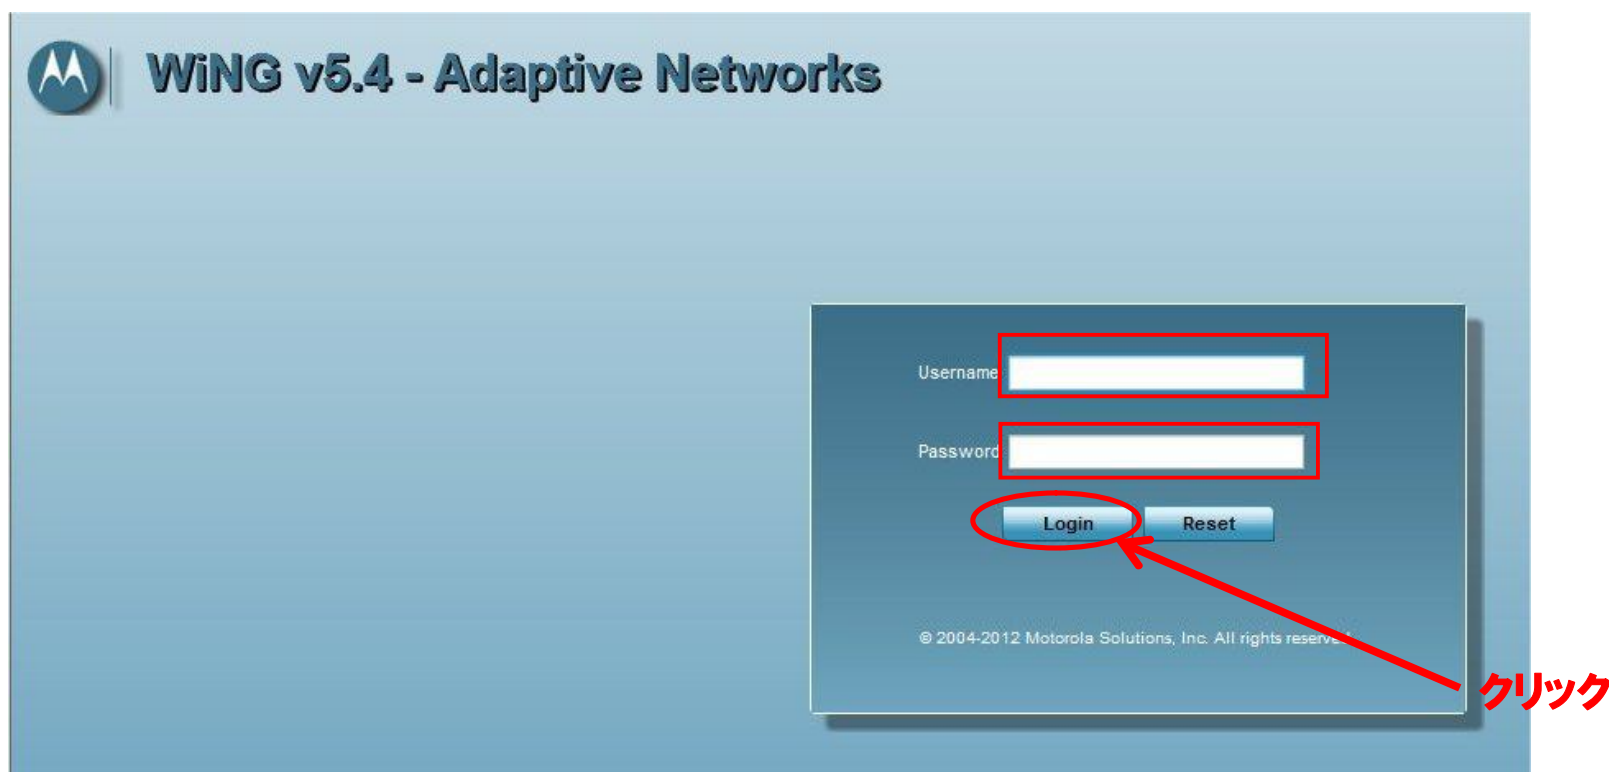 WiNG v5.4 - Adaptive Networks
Username
Password
Login Reset
© 2004-2012 Motorola Solutions, Inc. All rights reserved.
クリック